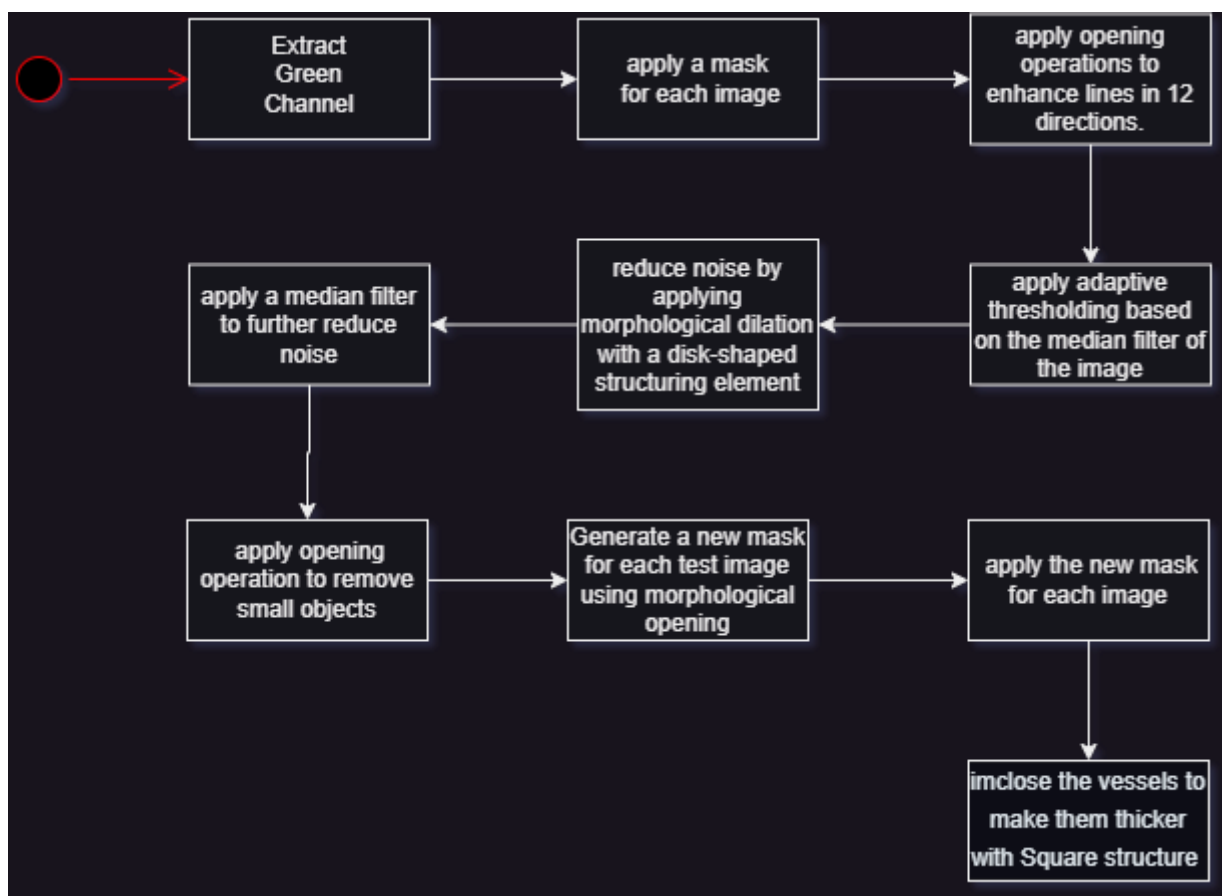 Extract
Green
Channel
apply a mask
for each image
apply opening
operations to
enhance lines in 12
directions.
apply adaptive
thresholding based
on the median filter of
the image
reduce noise by
applying
morphological dilation
with a disk-shaped
structuring element
apply a median filter
to further reduce
noise
apply opening
operation to remove
small objects
Generate a new mask
for each test image
using morphological
opening
apply the new mask
for each image
imclose the vessels to
make them thicker
with Square structure